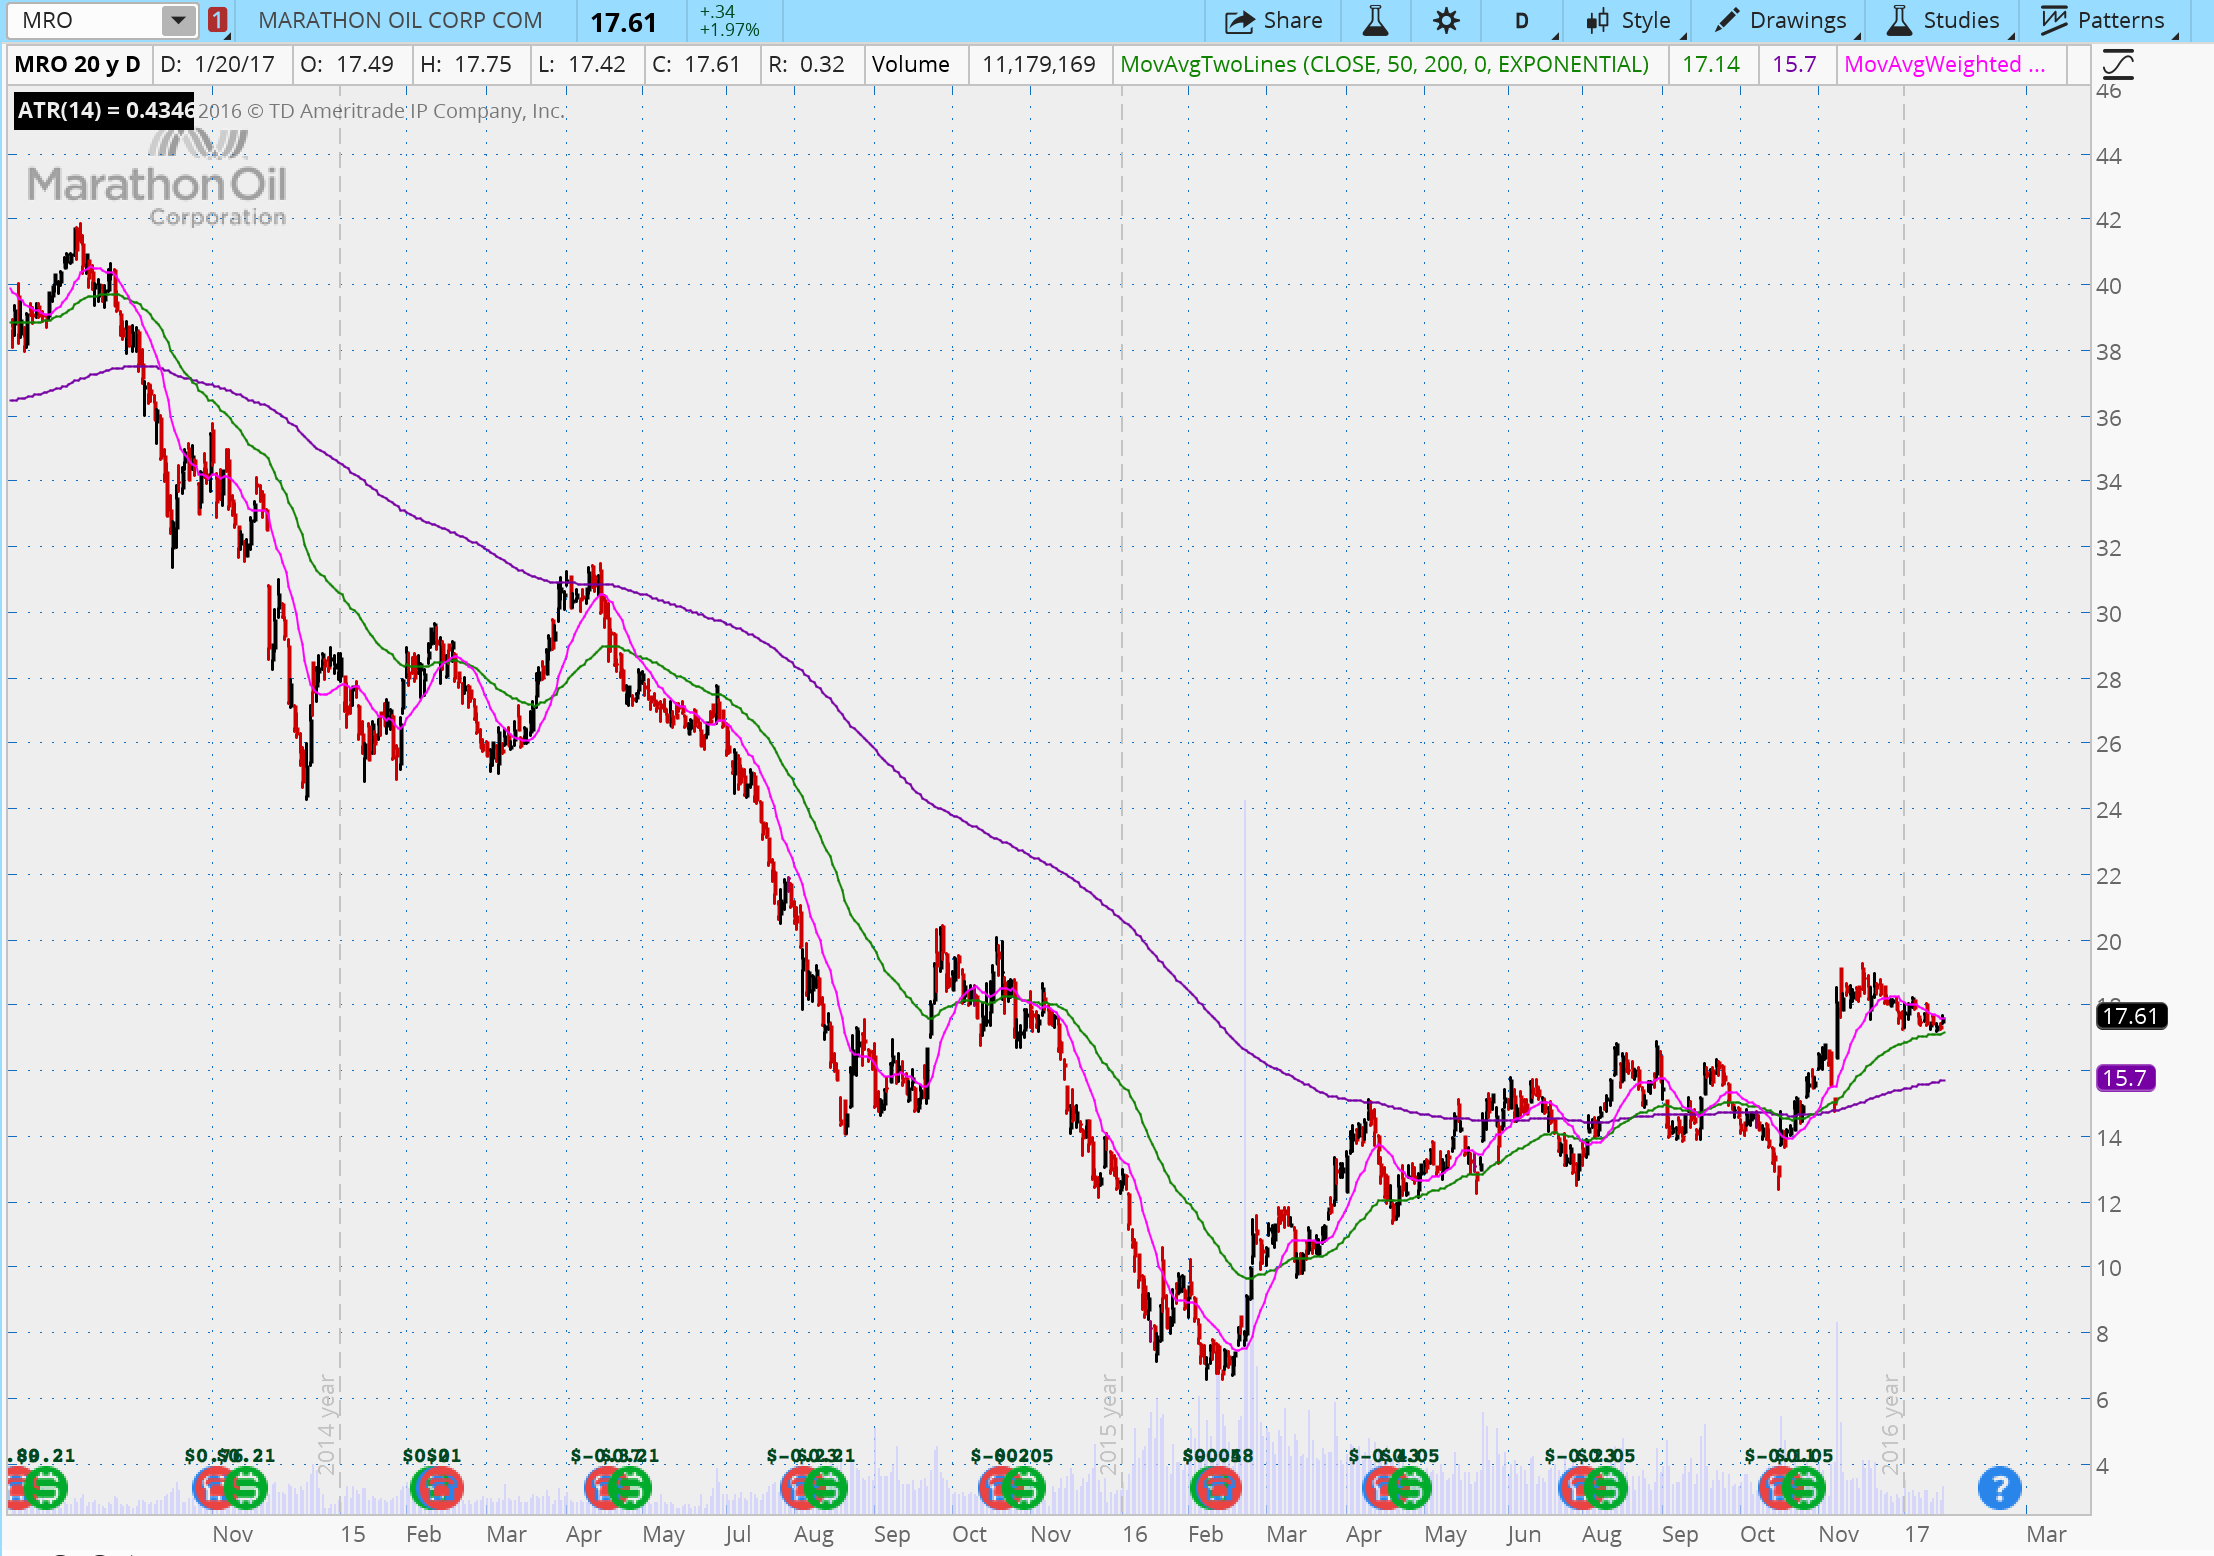 MRO 1 MARATHON OIL CORP COM 17.61 +.34 +1.97% Share D Style Drawings Studies Patterns
MRO 20 y D D: 1/20/17 O: 17.49 H: 17.75 L: 17.42 C: 17.61 R: 0.32 Volume 11,179,169 MovAvgTwoLines (CLOSE, 50, 200, 0, EXPONENTIAL) 17.14 15.7 MovAvgWeighted ...
ATR(14) = 0.4346 2016 © TD Ameritrade IP Company, Inc.
Marathon Oil
Corporation
46
44
42
40
38
36
34
32
30
28
26
24
22
20
17.61
15.7
14
12
10
8
6
4
2014 year
2015 year
2016 year
?
Nov 15 Feb Mar Apr May Jul Aug Sep Oct Nov 16 Feb Mar Apr May Jun Aug Sep Oct Nov 17 Mar